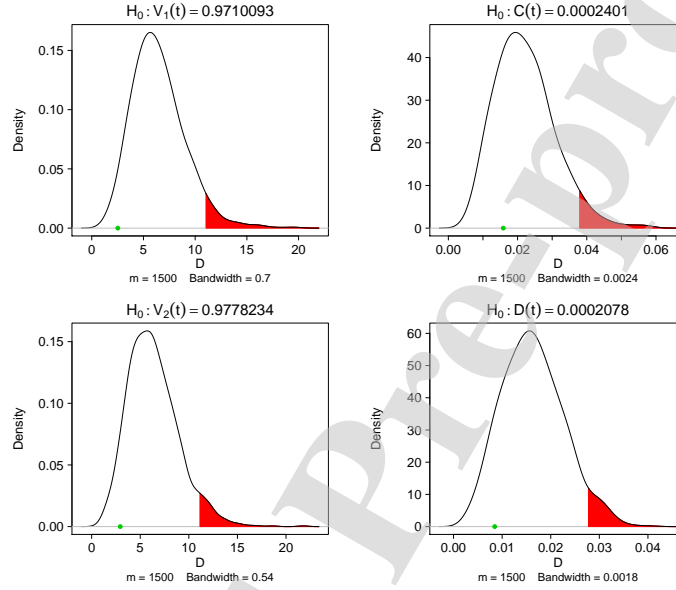 H₀ : V₁(t) = 0.9710093
Density
0.15
0.10
0.05
0.00
0 5 10 15 20
D
m = 1500 Bandwidth = 0.7
H₀ : C(t) = 0.0002401
Density
40
30
20
10
0
0.00 0.02 0.04 0.06
D
m = 1500 Bandwidth = 0.0024
H₀ : V₂(t) = 0.9778234
Density
0.15
0.10
0.05
0.00
0 5 10 15 20
D
m = 1500 Bandwidth = 0.54
H₀ : D(t) = 0.0002078
Density
60
50
40
30
20
10
0
0.00 0.01 0.02 0.03 0.04
D
m = 1500 Bandwidth = 0.0018
Pre-pro